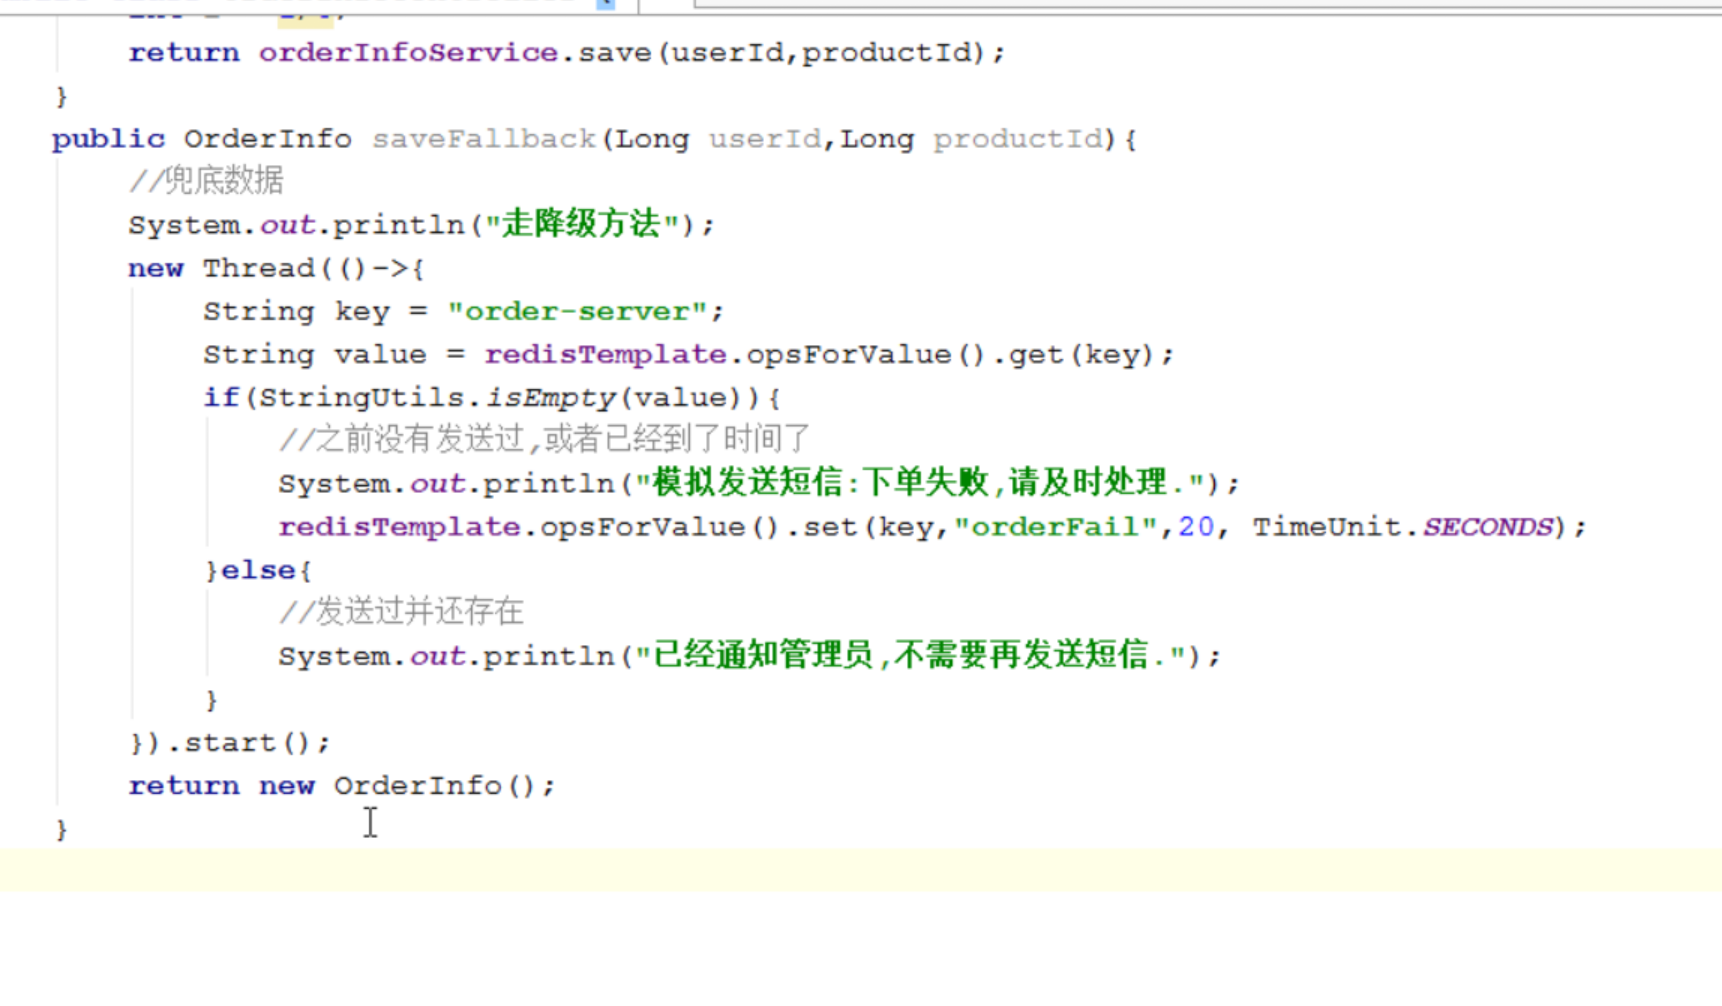 return orderInfoService.save(userId,productId);
}
public OrderInfo saveFallback(Long userId,Long productId){
//兜底数据
System.out.println("走降级方法");
new Thread(()->{
String key = "order-server";
String value = redisTemplate.opsForValue().get(key);
if(StringUtils.isEmpty(value)){
//之前没有发送过,或者已经到了时间了
System.out.println("模拟发送短信:下单失败,请及时处理.");
redisTemplate.opsForValue().set(key,"orderFail",20, TimeUnit.SECONDS);
}else{
//发送过并还存在
System.out.println("已经通知管理员,不需要再发送短信.");
}
}).start();
return new OrderInfo();
}